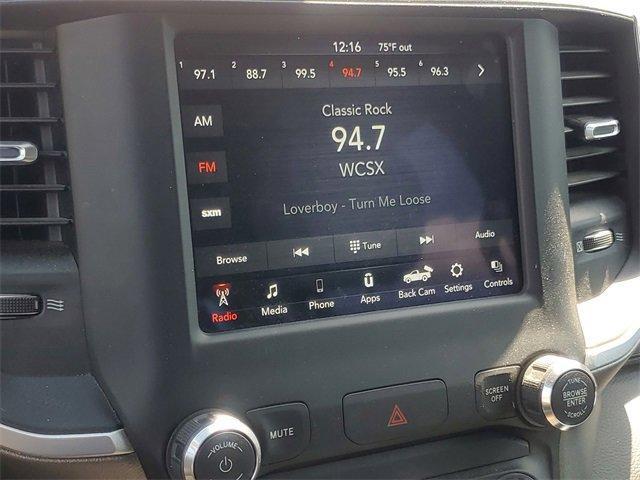 12:16 75°F out
1 97.1 2 88.7 3 99.5 4 94.7 5 95.5 6 96.3
Classic Rock
AM
94.7
FM
WCSX
sxm
Loverboy - Turn Me Loose
Browse Tune Audio
Radio Media Phone Apps Back Cam Settings Controls
SCREEN
OFF
TUNE
BROWSE
ENTER
SCROLL
MUTE
VOLUME